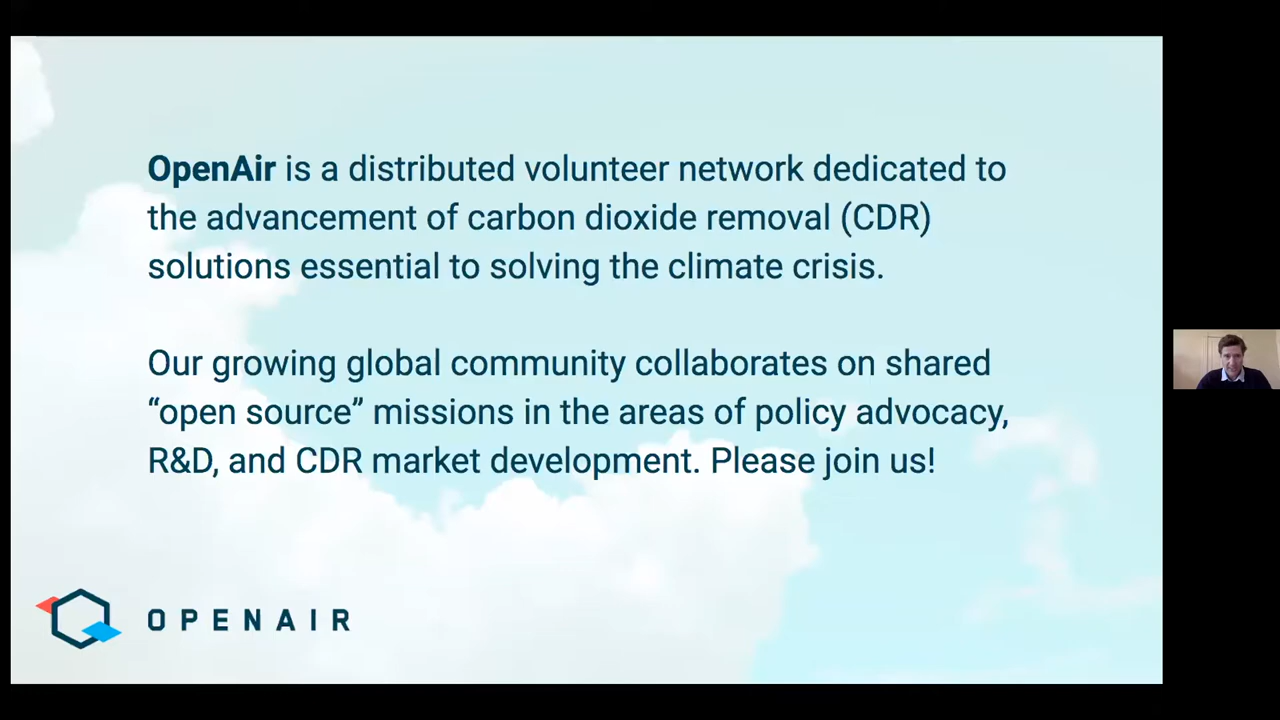 OpenAir is a distributed volunteer network dedicated to
the advancement of carbon dioxide removal (CDR)
solutions essential to solving the climate crisis.
Our growing global community collaborates on shared
“open source” missions in the areas of policy advocacy,
R&D, and CDR market development. Please join us!
OPENAIR